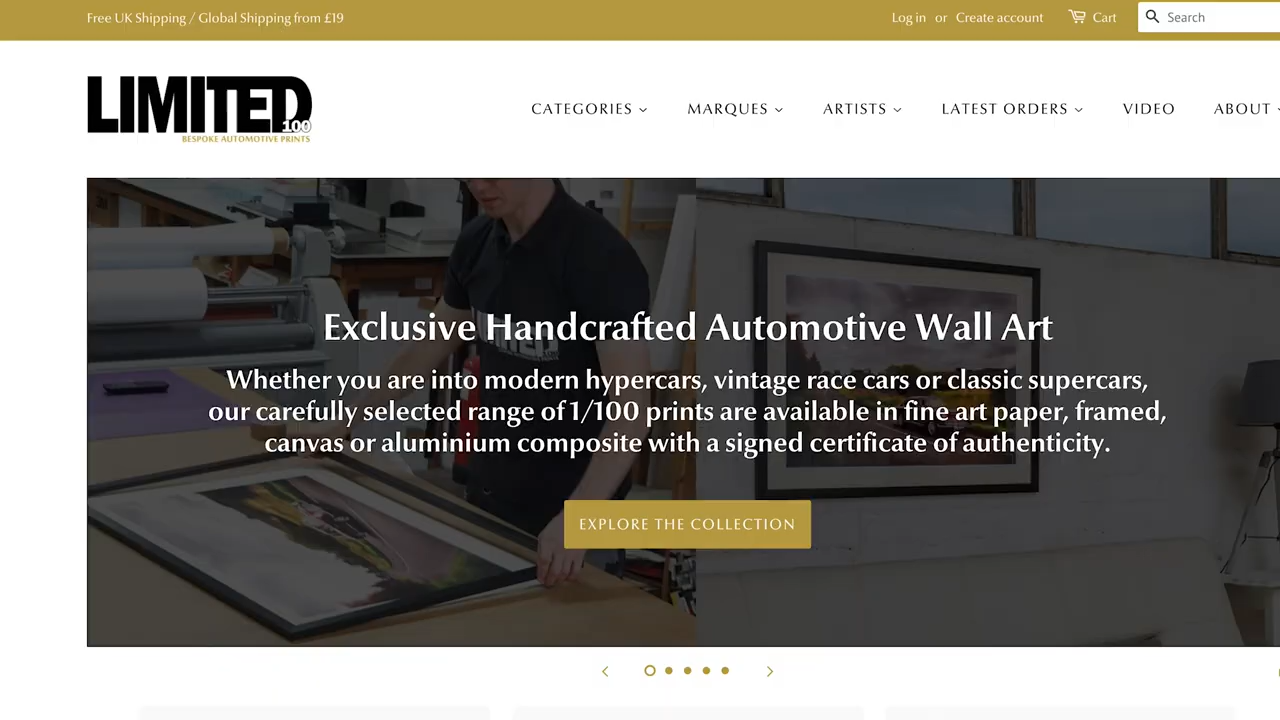 Free UK Shipping / Global Shipping from £19
Log in or Create account
Cart
Search
LIMITED
100
BESPOKE AUTOMOTIVE PRINTS
CATEGORIES
MARQUES
ARTISTS
LATEST ORDERS
VIDEO
ABOUT
Exclusive Handcrafted Automotive Wall Art
Whether you are into modern hypercars, vintage race cars or classic supercars,
our carefully selected range of 1/100 prints are available in fine art paper, framed,
canvas or aluminium composite with a signed certificate of authenticity.
EXPLORE THE COLLECTION